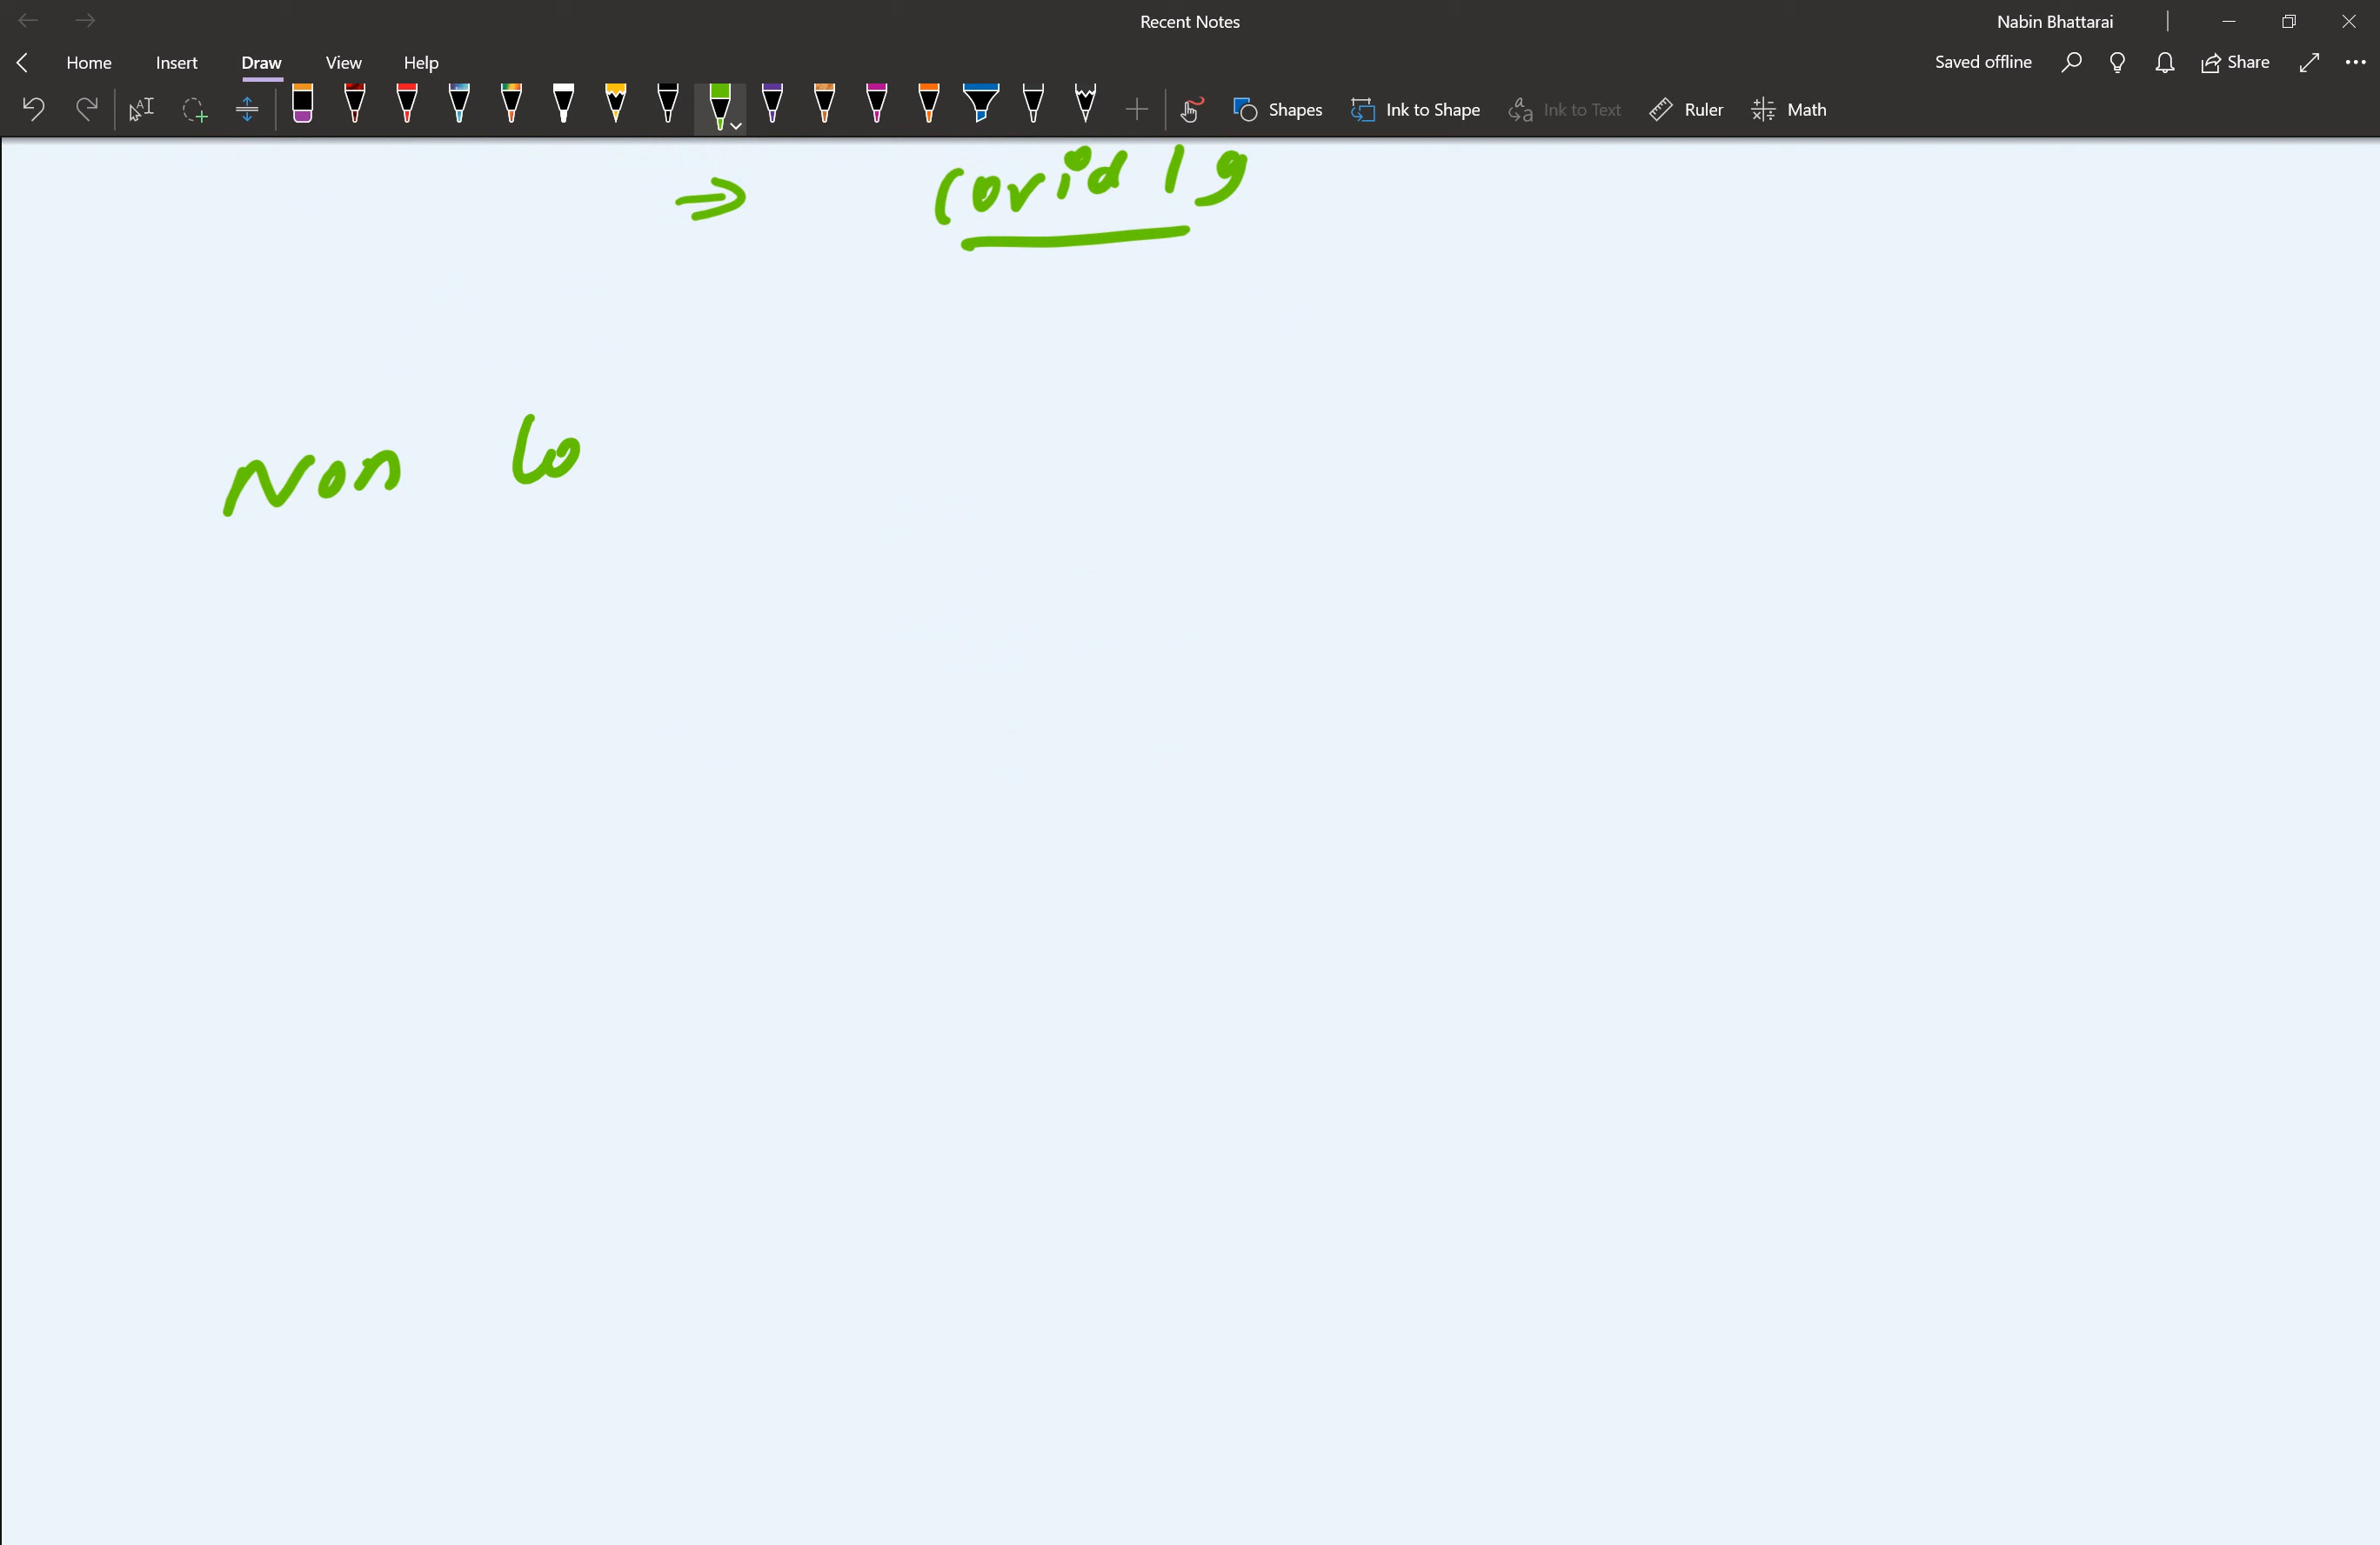 Recent Notes Nabin Bhattarai
Home Insert Draw View Help Saved offline Share
Shapes Ink to Shape Ink to Text Ruler Math
⇒ Covid 19
Non Co